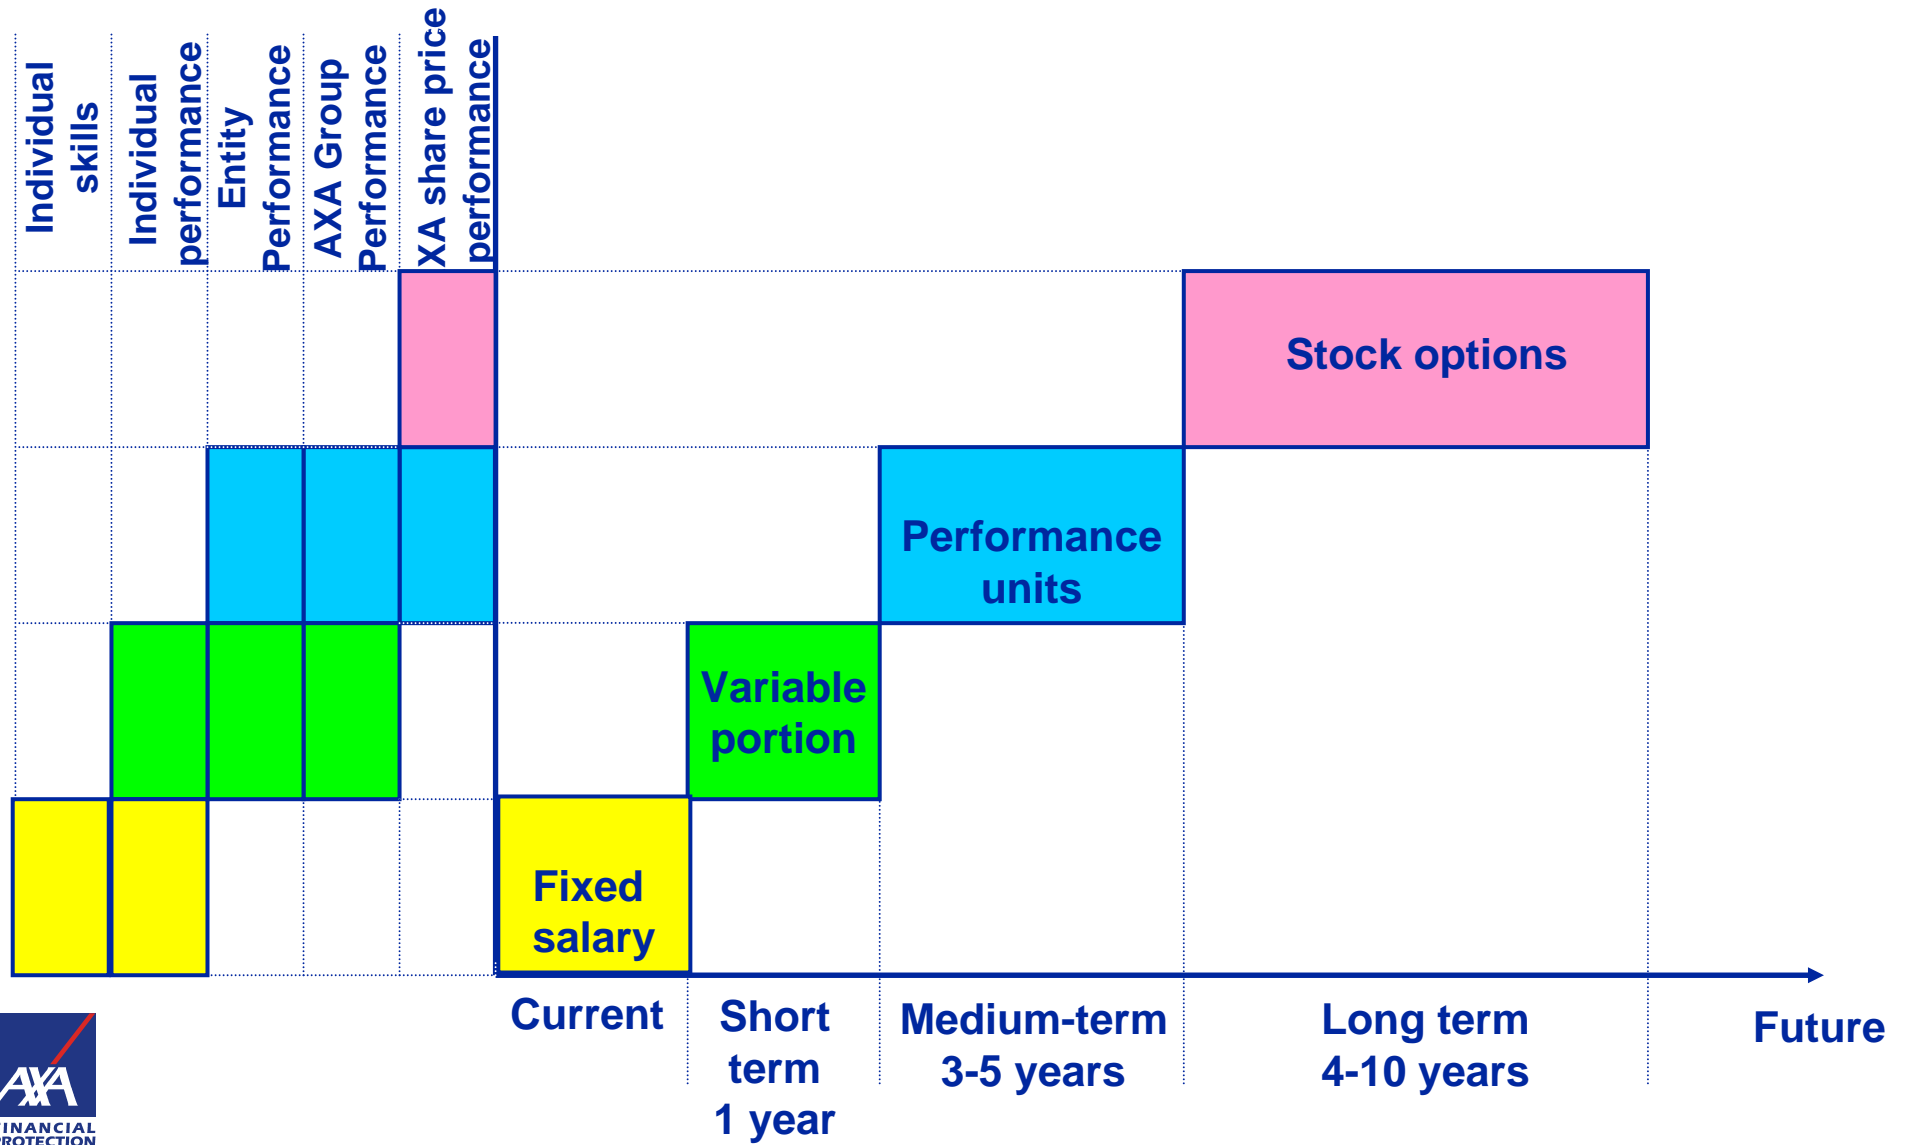 Individual
skills
Individual
performance
Entity
Performance
AXA Group
Performance
XA share price
performance
Stock options
Performance
units
Variable
portion
Fixed
salary
Current
Short
term
1 year
Medium-term
3-5 years
Long term
4-10 years
Future
AXA
FINANCIAL
PROTECTION